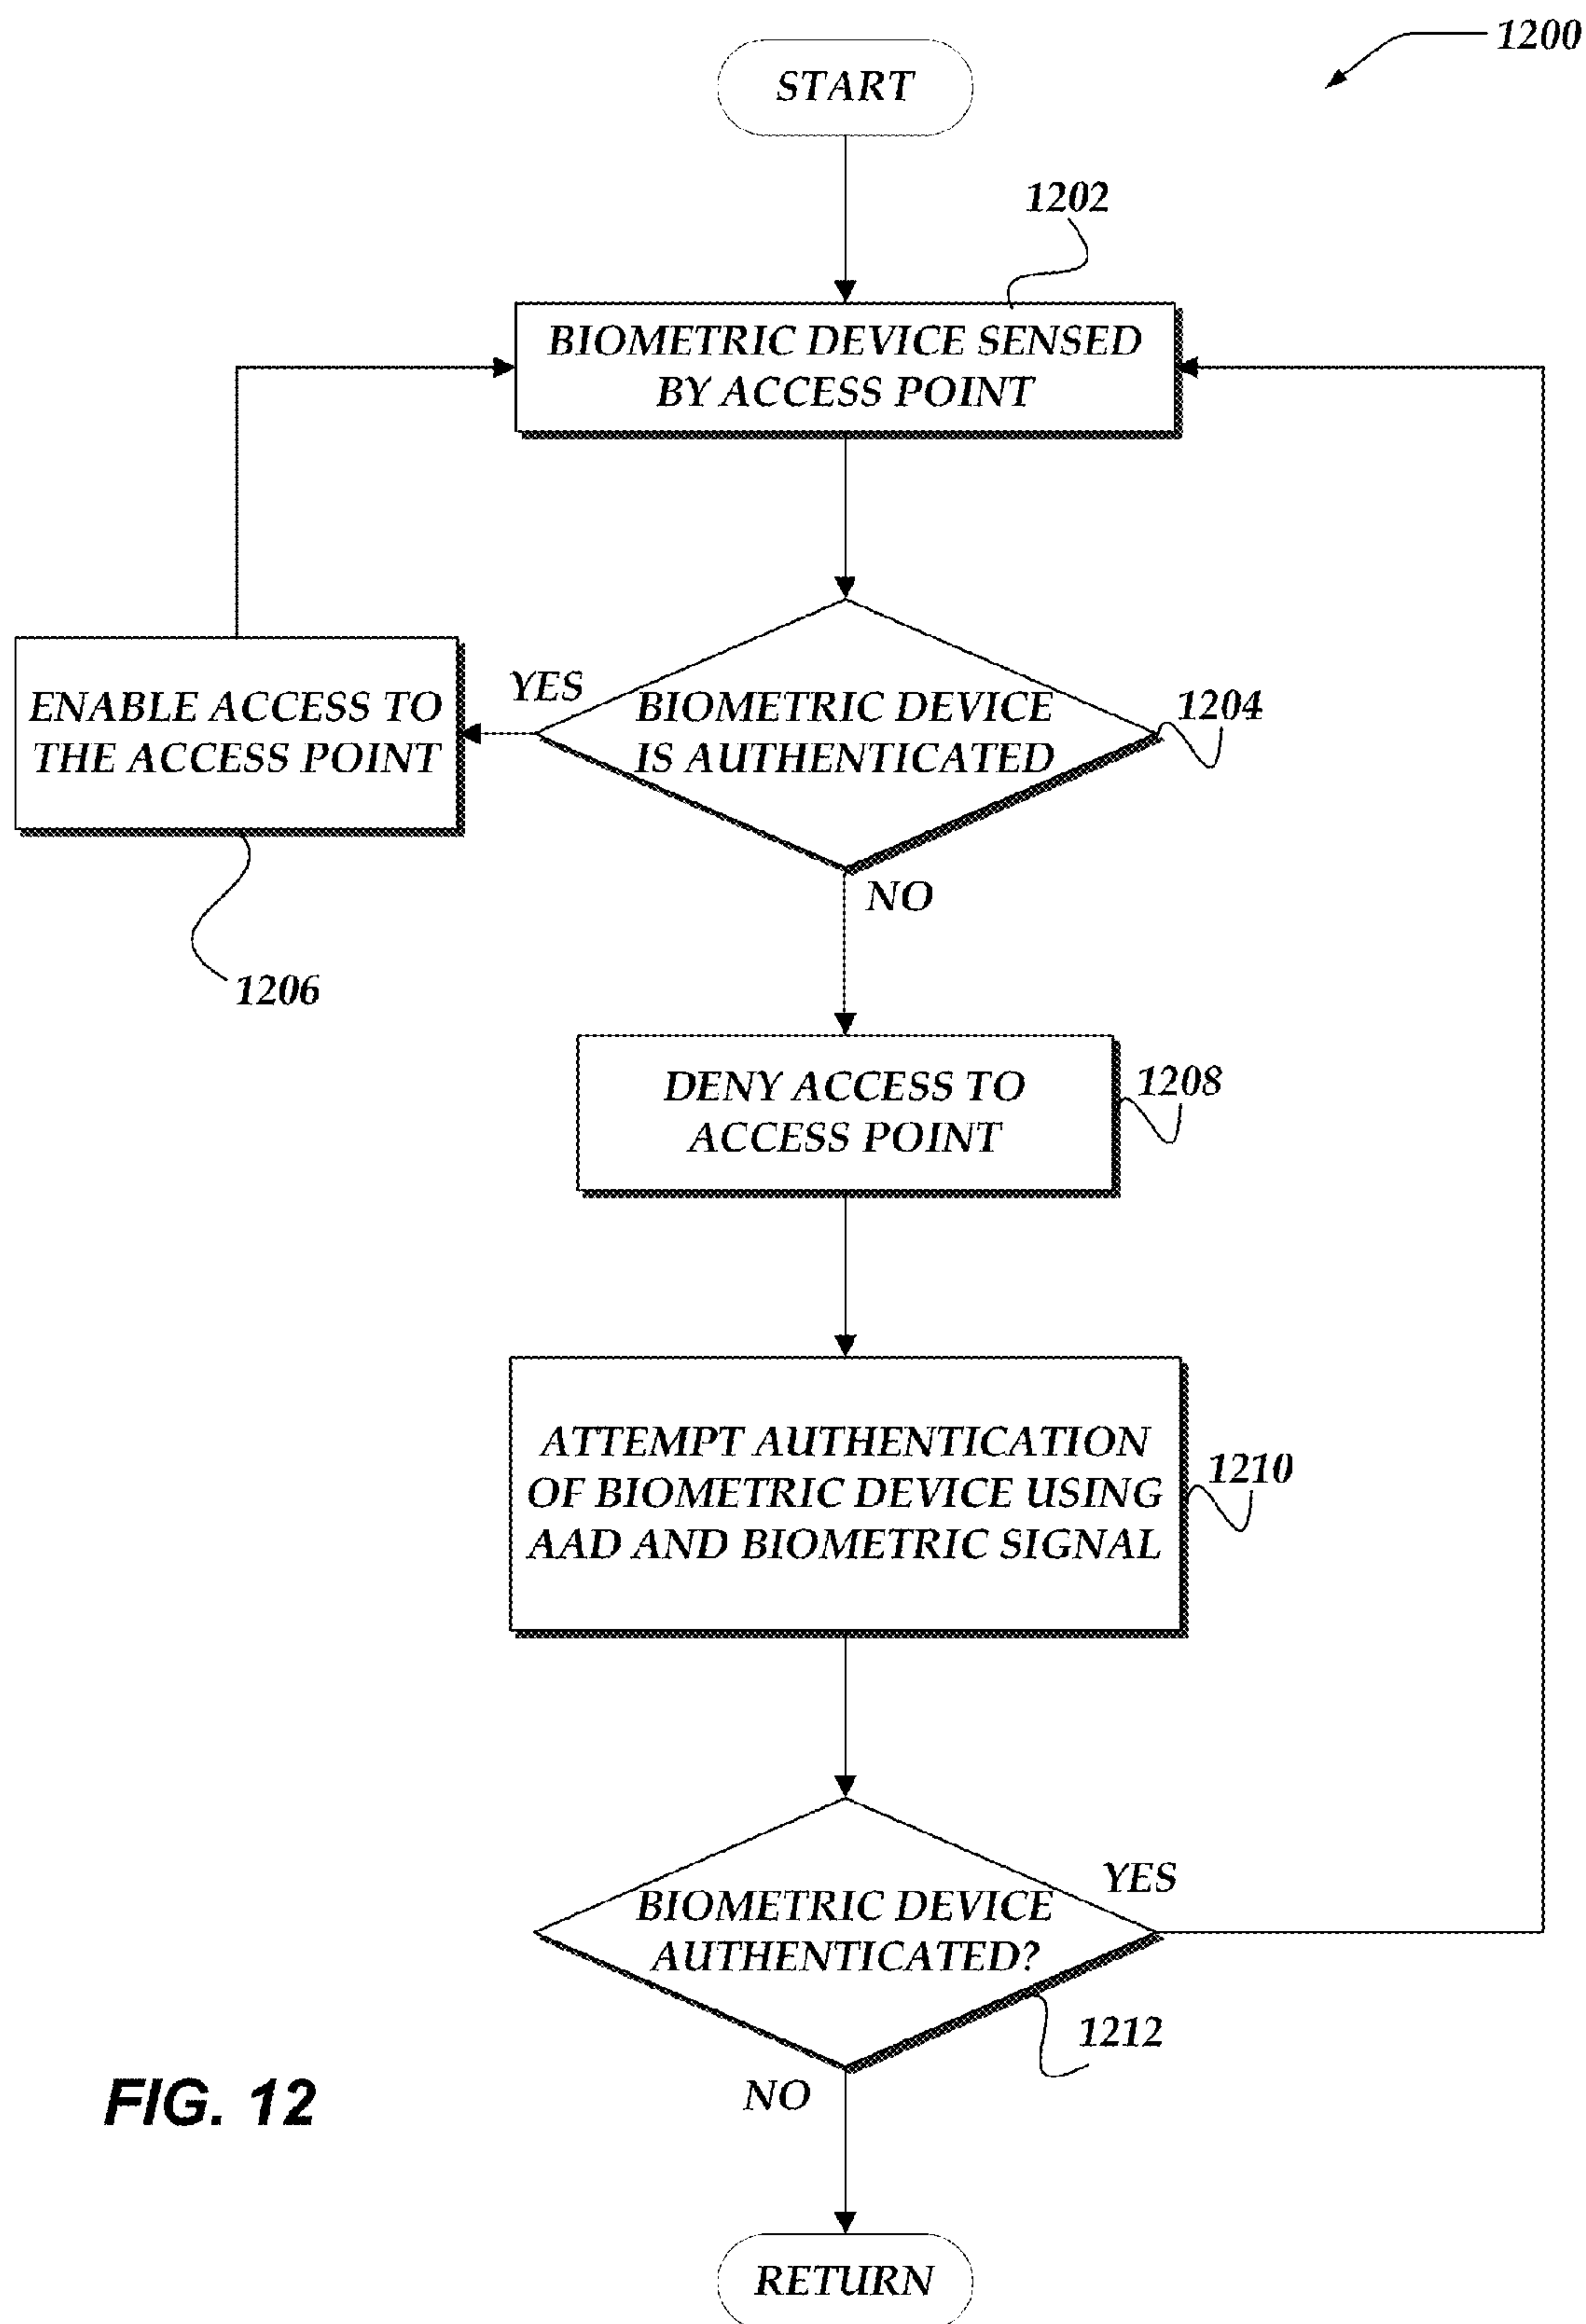 1200
START
1202
BIOMETRIC DEVICE SENSED
BY ACCESS POINT
YES
ENABLE ACCESS TO
THE ACCESS POINT
BIOMETRIC DEVICE
IS AUTHENTICATED
1204
NO
1206
DENY ACCESS TO
ACCESS POINT
1208
ATTEMPT AUTHENTICATION
OF BIOMETRIC DEVICE USING
AAD AND BIOMETRIC SIGNAL
1210
YES
BIOMETRIC DEVICE
AUTHENTICATED?
1212
NO
FIG. 12
RETURN